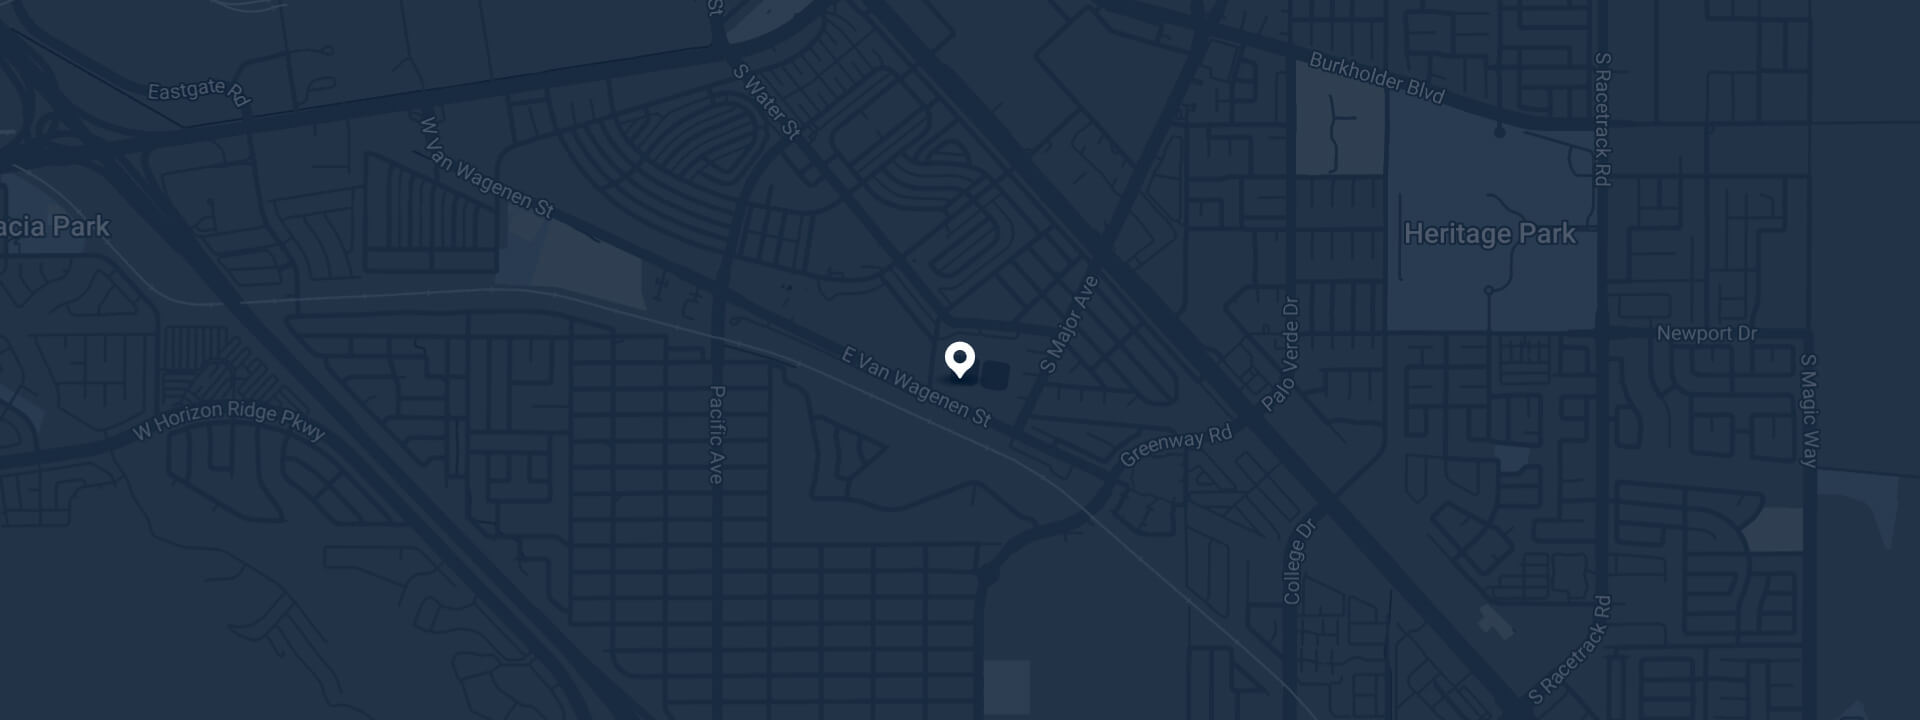 St
Eastgate Rd
S Water St
Burkholder Blvd
S Racetrack Rd
W Van Wagenen St
acia Park
Heritage Park
S Major Ave
Palo Verde Dr
Newport Dr
E Van Wagenen St
W Horizon Ridge Pkwy
Pacific Ave
Greenway Rd
S Magic Way
College Dr
S Racetrack Rd